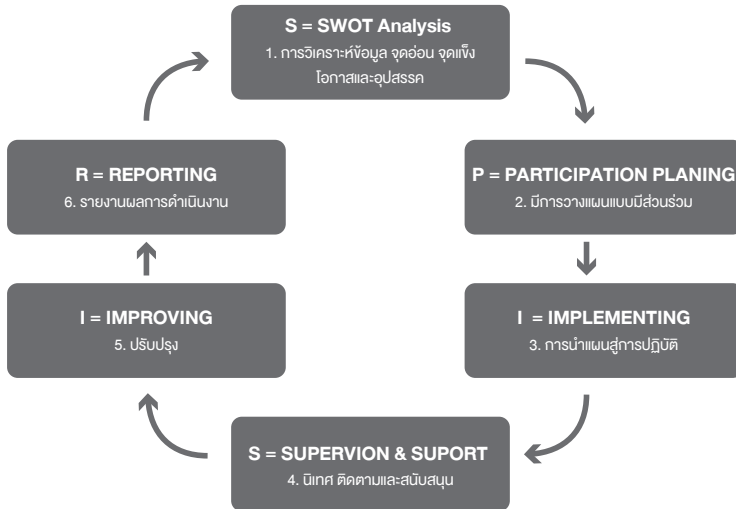 S = SWOT Analysis
1. การวิเคราะห์ข้อมูล จุดอ่อน จุดแข็ง
โอกาสและอุปสรรค
P = PARTICIPATION PLANING
2. มีการวางแผนแบบมีส่วนร่วม
I = IMPLEMENTING
3. การนำแผนสู่การปฏิบัติ
S = SUPERVION & SUPORT
4. นิเทศ ติดตามและสนับสนุน
I = IMPROVING
5. ปรับปรุง
R = REPORTING
6. รายงานผลการดำเนินงาน